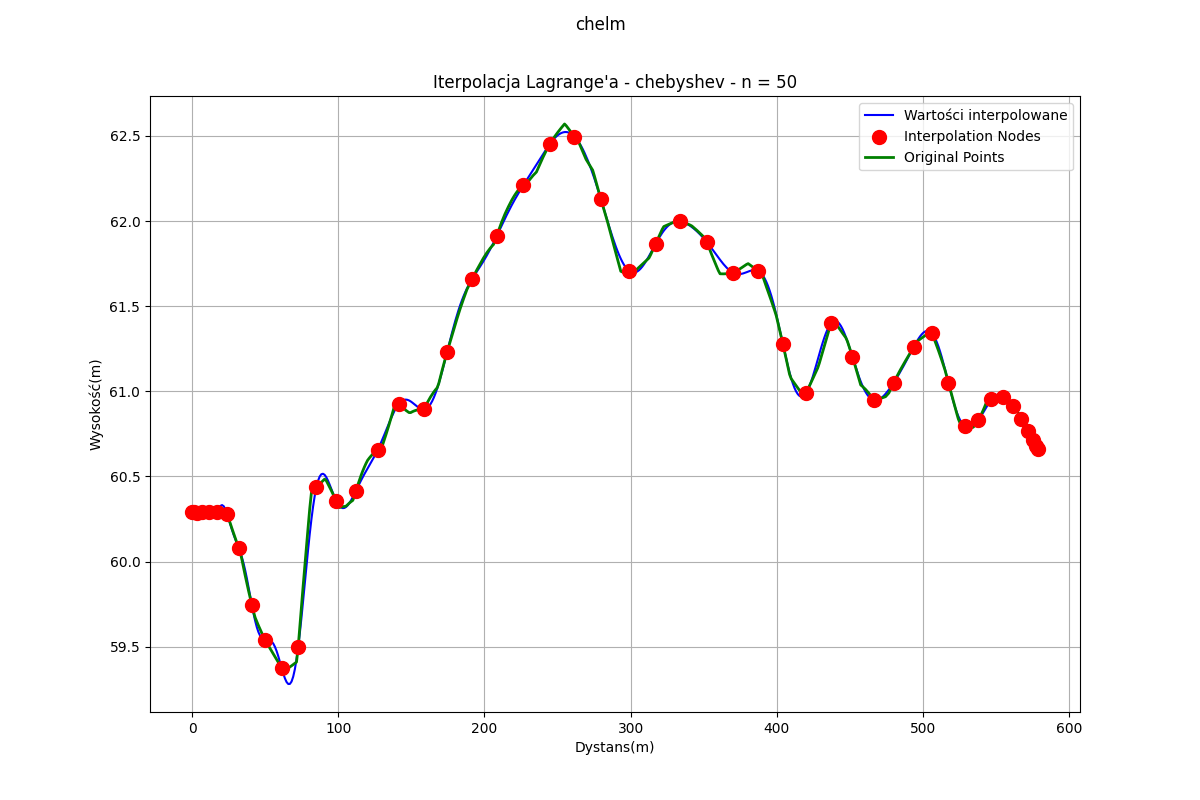 chelm
Iterpolacja Lagrange'a - chebyshev - n = 50
Wartości interpolowane
Interpolation Nodes
Original Points
62.5
62.0
61.5
61.0
60.5
60.0
59.5
Wysokość(m)
0 100 200 300 400 500 600
Dystans(m)